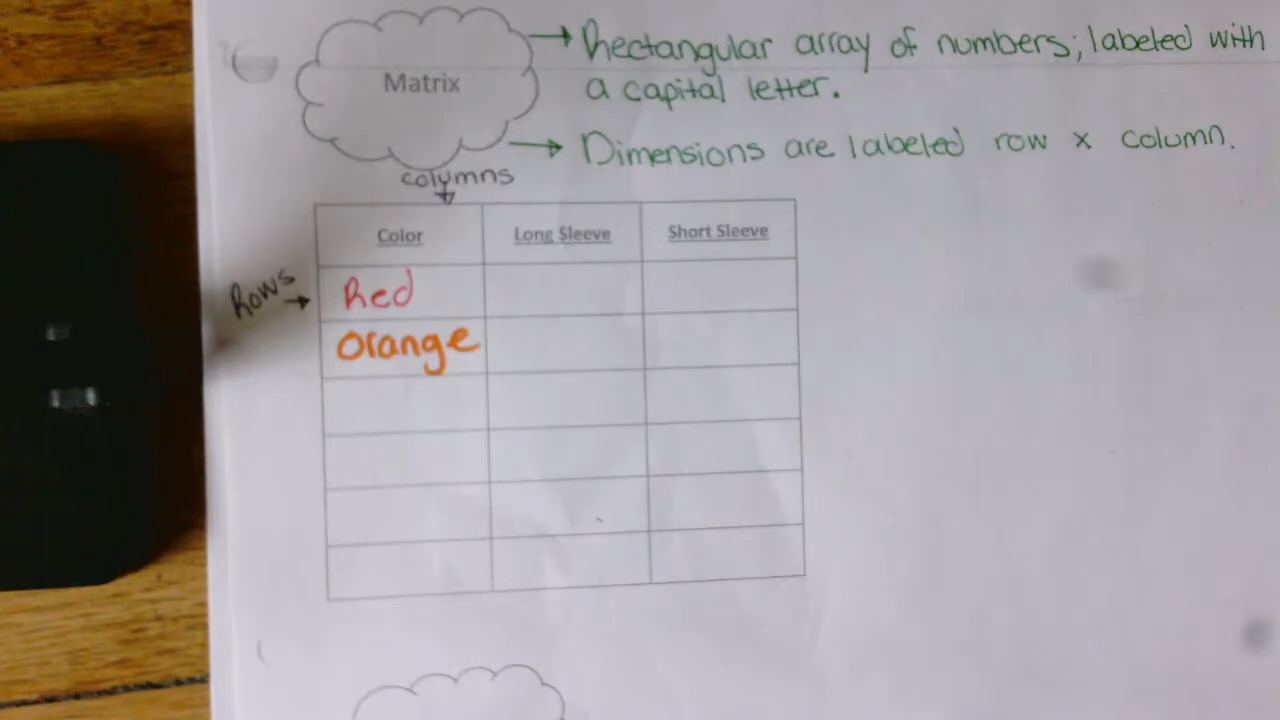 Matrix
Rectangular array of numbers; labeled with
a capital letter.
Dimensions are labeled row x column.
columns
Color Long Sleeve Short Sleeve
Rows
Red
Orange